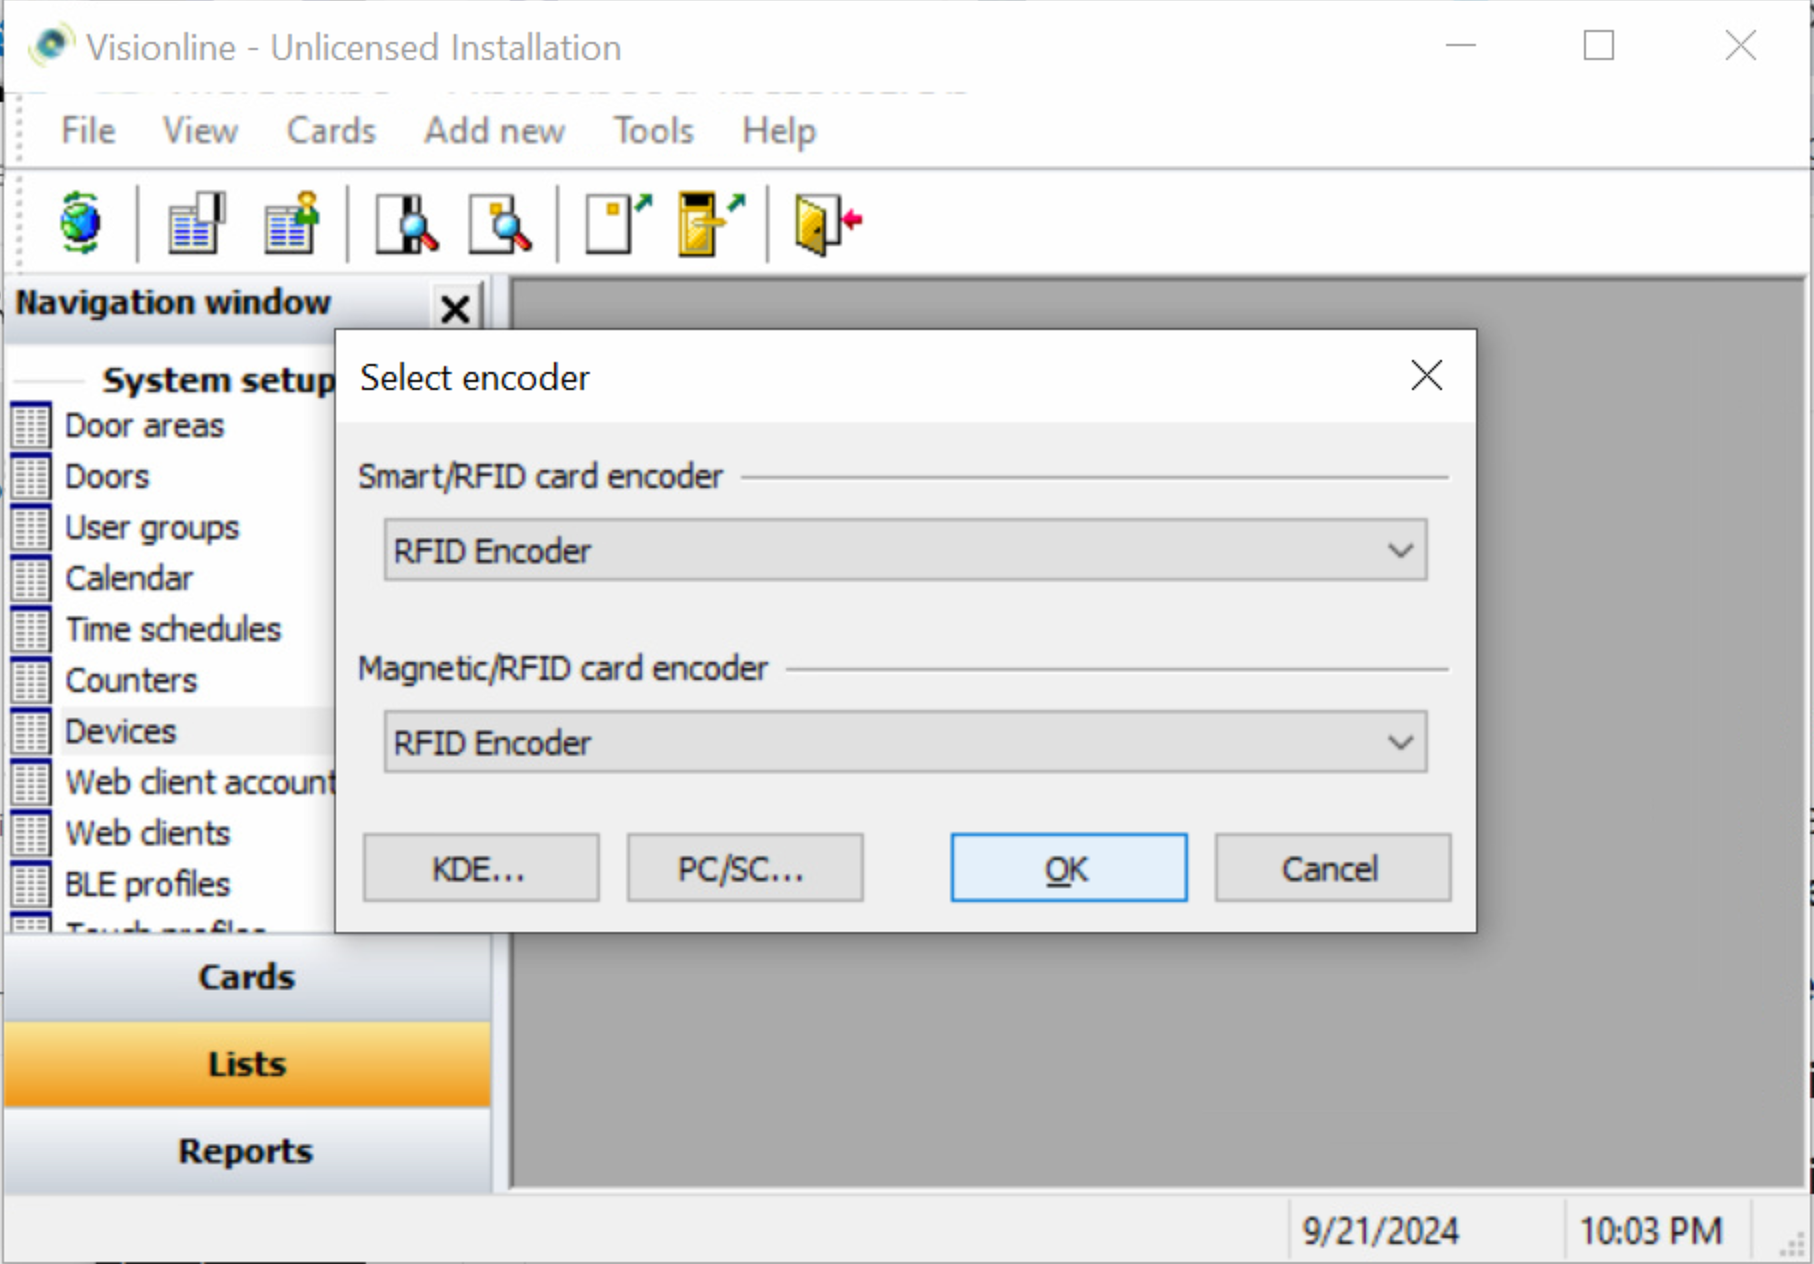 Visionline - Unlicensed Installation
File View Cards Add new Tools Help
Navigation window
System setup
Door areas
Doors
User groups
Calendar
Time schedules
Counters
Devices
Web client account
Web clients
BLE profiles
Touch profiles
Cards
Lists
Reports
Select encoder
Smart/RFID card encoder
RFID Encoder
Magnetic/RFID card encoder
RFID Encoder
KDE... PC/SC... OK Cancel
9/21/2024 10:03 PM